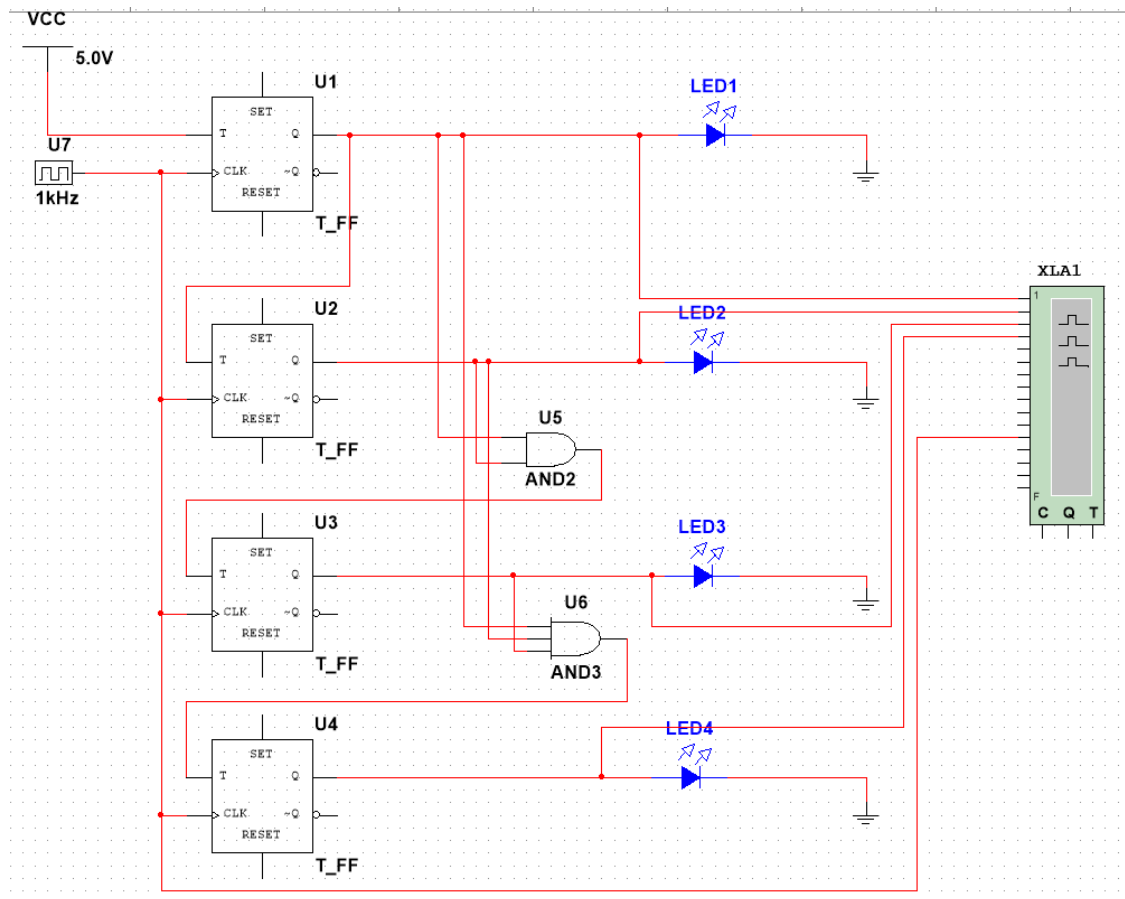 VCC
5.0V
U1
SET
T
Q
CLK
~Q
RESET
T_FF
U7
1kHz
LED1
XLA1
1
F
C Q T
U2
SET
T
Q
CLK
~Q
RESET
T_FF
LED2
U5
AND2
U3
SET
T
Q
CLK
~Q
RESET
T_FF
LED3
U6
AND3
U4
SET
T
Q
CLK
~Q
RESET
T_FF
LED4